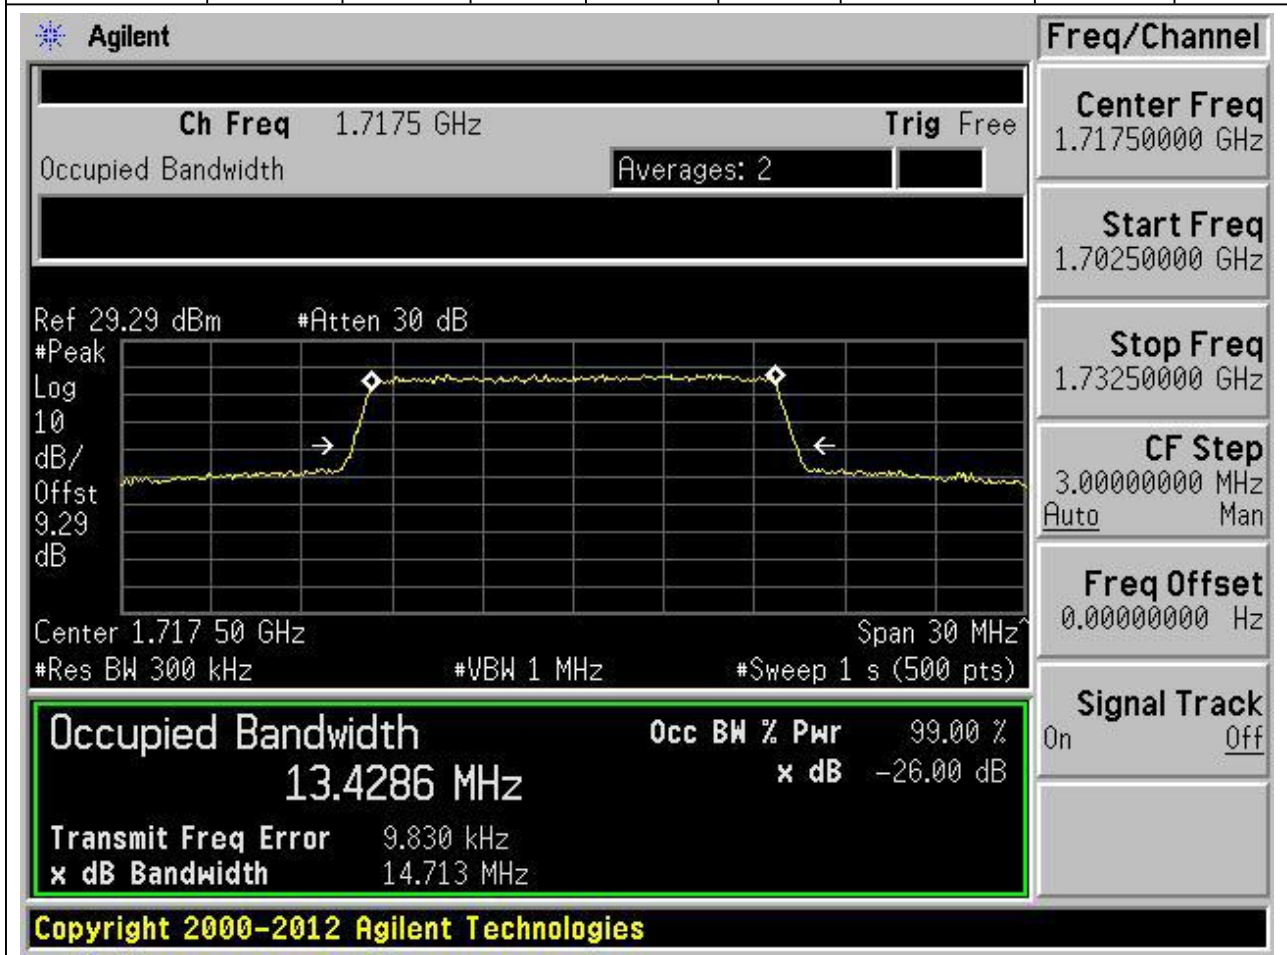 Agilent
Freq/Channel
Ch Freq 1.7175 GHz Trig Free
Occupied Bandwidth Averages: 2
Center Freq
1.71750000 GHz
Start Freq
1.70250000 GHz
Ref 29.29 dBm #Atten 30 dB
#Peak
Log
10
dB/
Offst
9.29
dB
Stop Freq
1.73250000 GHz
CF Step
3.00000000 MHz
Auto Man
Freq Offset
0.00000000 Hz
Center 1.717 50 GHz Span 30 MHz^
#Res BW 300 kHz #VBW 1 MHz #Sweep 1 s (500 pts)
Signal Track
On Off
Occupied Bandwidth Occ BW % Pwr 99.00 %
13.4286 MHz x dB -26.00 dB
Transmit Freq Error 9.830 kHz
x dB Bandwidth 14.713 MHz
Copyright 2000-2012 Agilent Technologies